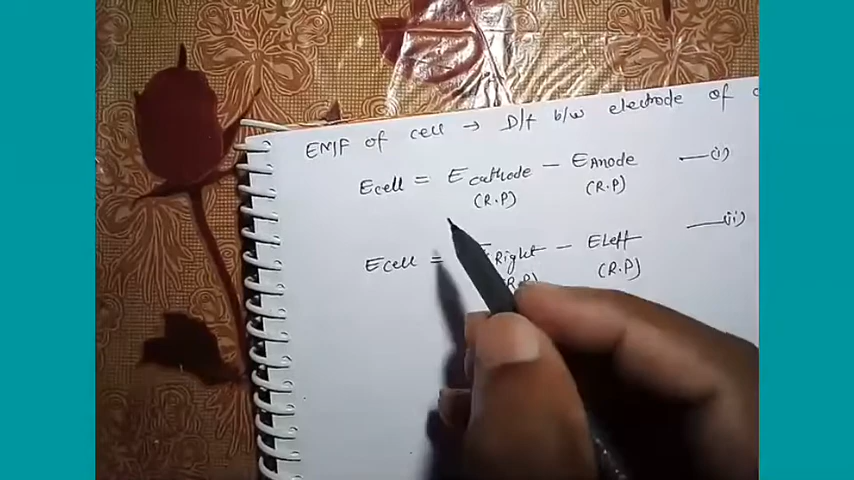 EMF of cell → D/f b/w electrode of
Ecell = Ecathode — EAnode —(i)
(R.P) (R.P)
Ecell = Right — ELeft —(ii)
(R.P) (R.P)